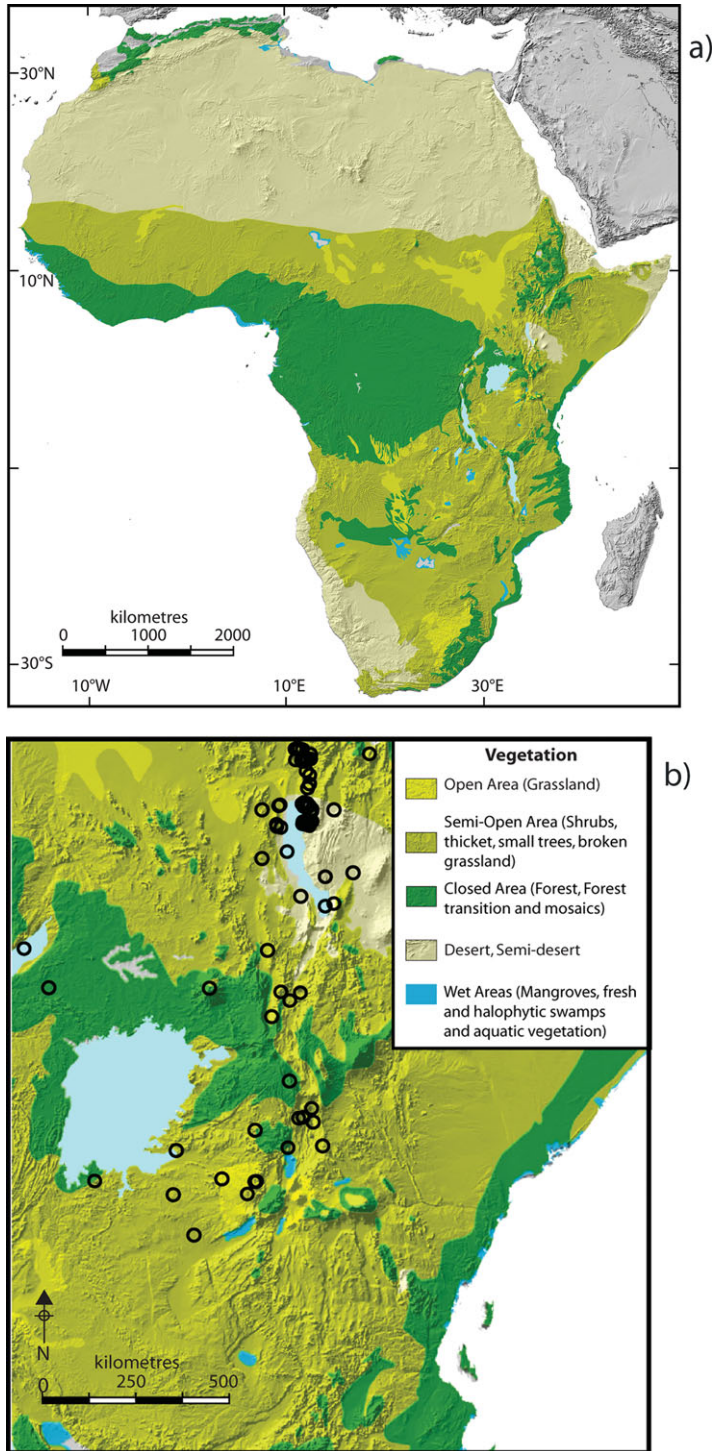 a)
30°N
10°N
kilometres
0 1000 2000
30°S
10°W 10°E 30°E
b)
Vegetation
Open Area (Grassland)
Semi-Open Area (Shrubs,
thicket, small trees, broken
grassland)
Closed Area (Forest, Forest
transition and mosaics)
Desert, Semi-desert
Wet Areas (Mangroves, fresh
and halophytic swamps
and aquatic vegetation)
N
kilometres
0 250 500